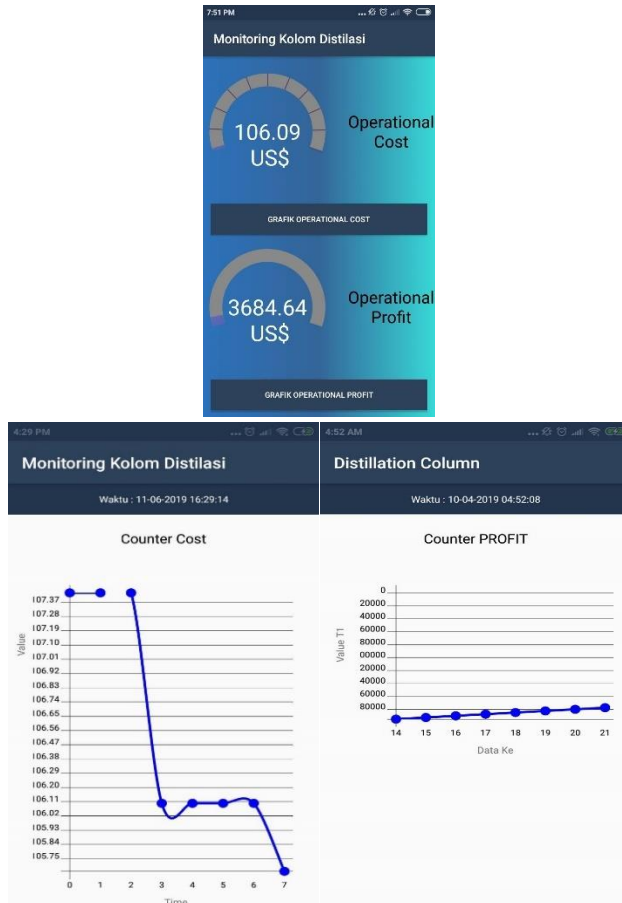 7:51 PM
Monitoring Kolom Distilasi
106.09
US$
Operational
Cost
GRAFIK OPERATIONAL COST
3684.64
US$
Operational
Profit
GRAFIK OPERATIONAL PROFIT
4:29 PM
Monitoring Kolom Distilasi
Waktu : 11-06-2019 16:29:14
Counter Cost
Value
107.37
107.28
107.19
107.10
107.01
106.92
106.83
106.74
106.65
106.56
106.47
106.38
106.29
106.20
106.11
106.02
105.93
105.84
105.75
0 1 2 3 4 5 6 7
Time
4:52 AM
Distillation Column
Waktu : 10-04-2019 04:52:08
Counter PROFIT
Value T1
0
20000
40000
60000
80000
00000
20000
40000
60000
80000
14 15 16 17 18 19 20 21
Data Ke